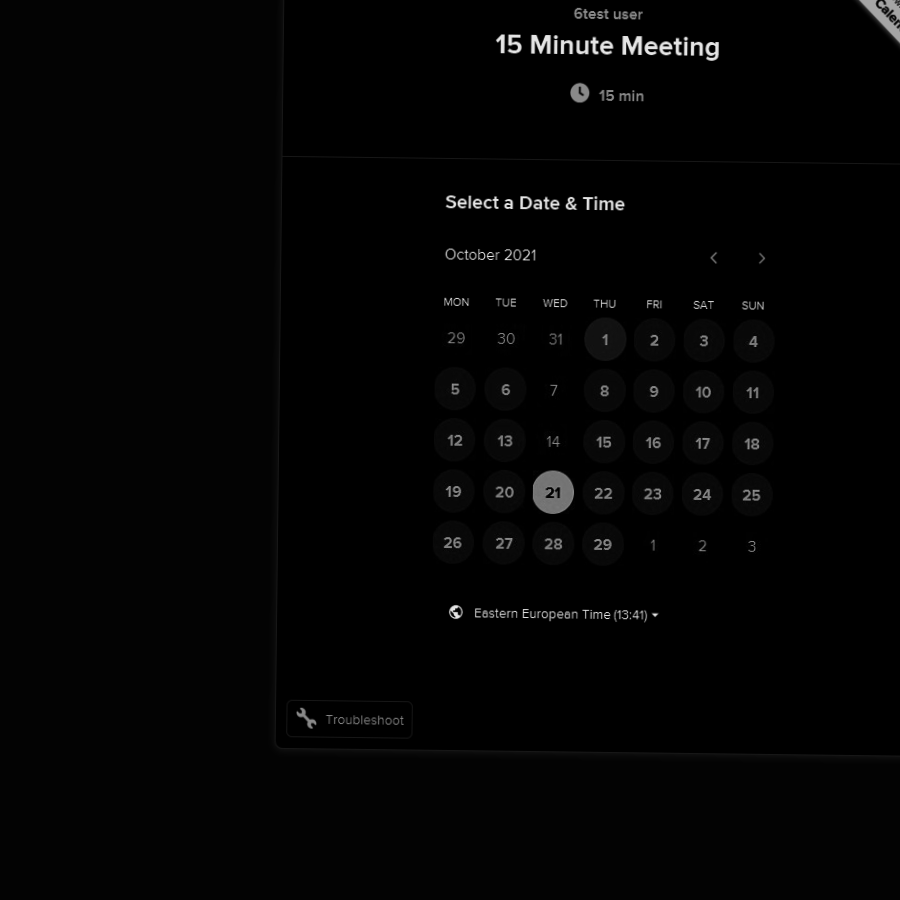 6test user
15 Minute Meeting
15 min
Select a Date & Time
October 2021
MON TUE WED THU FRI SAT SUN
29 30 31 1 2 3 4
5 6 7 8 9 10 11
12 13 14 15 16 17 18
19 20 21 22 23 24 25
26 27 28 29 1 2 3
Eastern European Time (13:41)
Troubleshoot